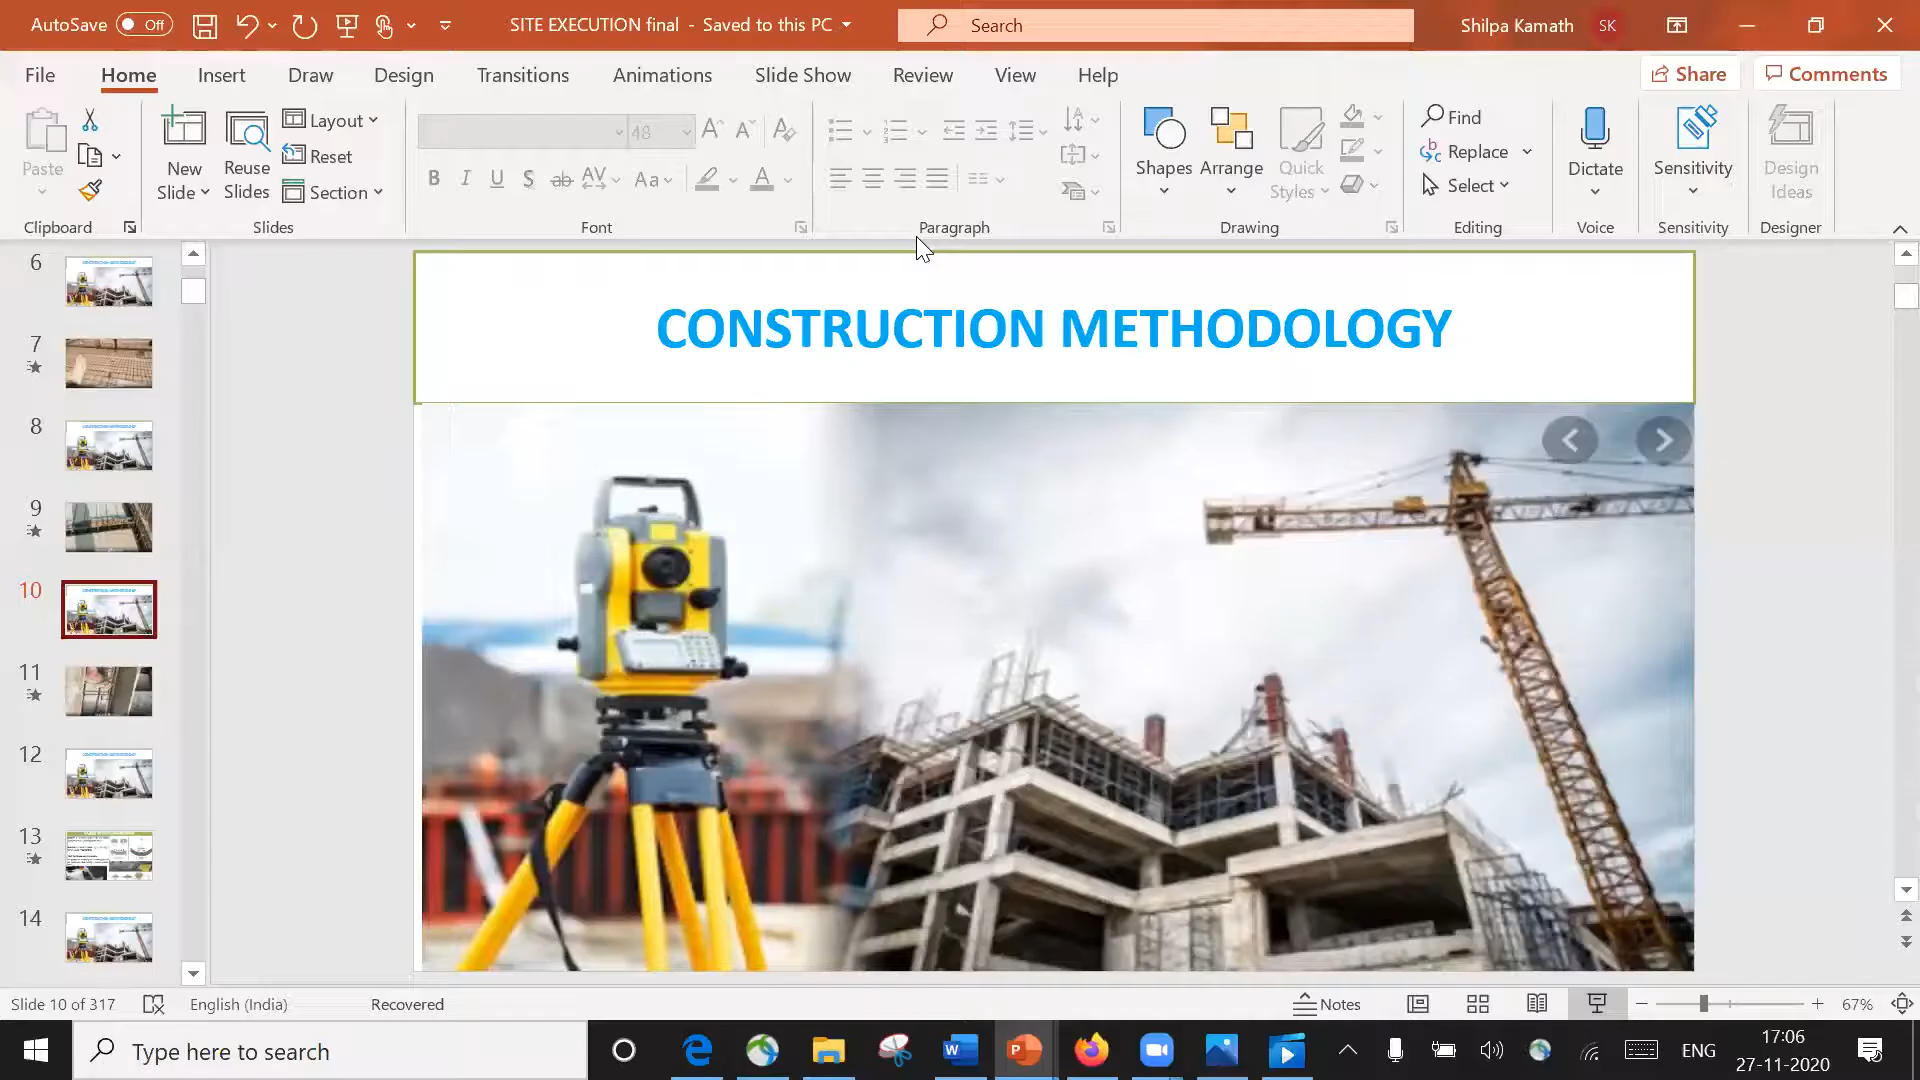 AutoSave Off
SITE EXECUTION final - Saved to this PC
Search
Shilpa Kamath SK
File Home Insert Draw Design Transitions Animations Slide Show Review View Help
Share Comments
Paste
New Slide
Reuse Slides
Layout
Reset
Section
48
Shapes
Arrange
Quick Styles
Find
Replace
Select
Dictate
Sensitivity
Design Ideas
Clipboard Slides Font Paragraph Drawing Editing Voice Sensitivity Designer
CONSTRUCTION METHODOLOGY
6
7
8
9
10
11
12
13
14
Slide 10 of 317 English (India) Recovered Notes 67%
Type here to search
ENG
17:06
27-11-2020